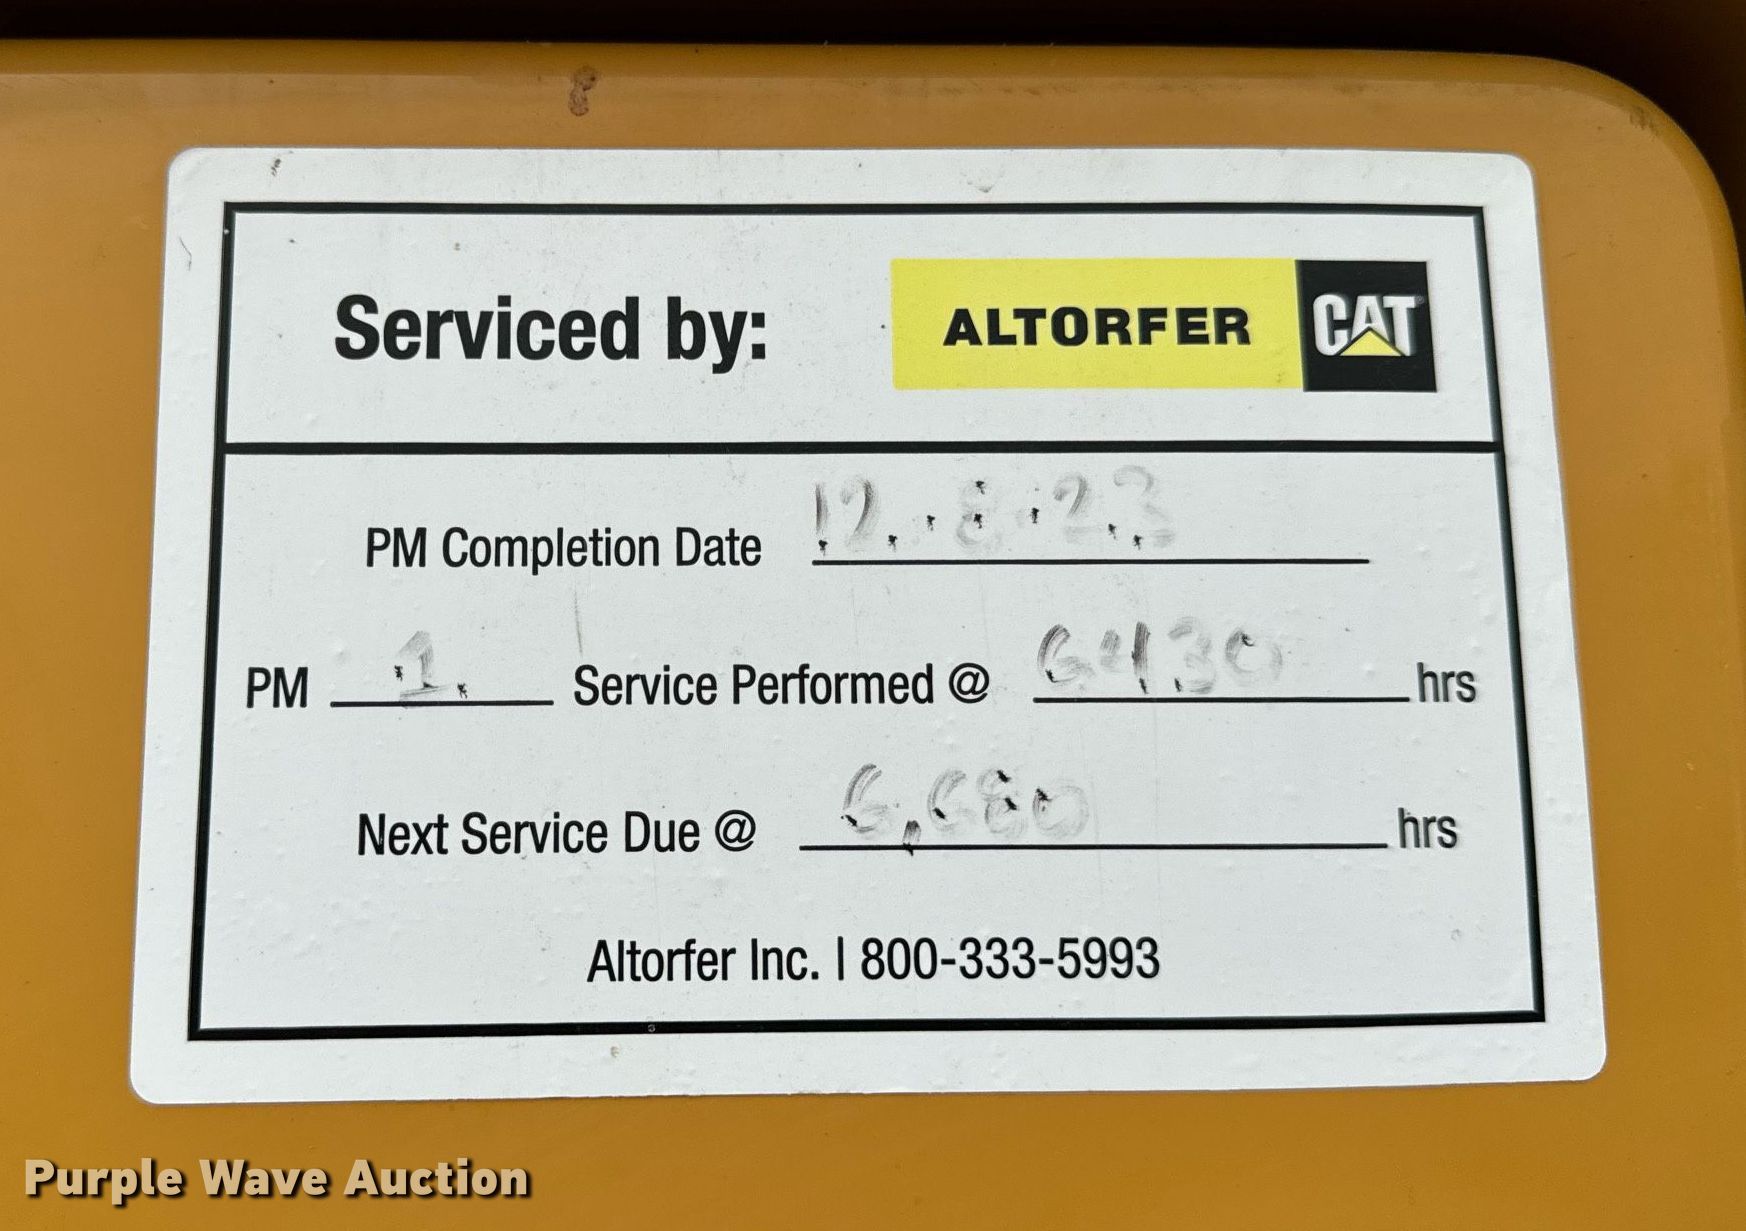 Serviced by: ALTORFER CAT
PM Completion Date 12.8.23
PM 1 Service Performed @ 6430 hrs
Next Service Due @ 6,680 hrs
Altorfer Inc. | 800-333-5993
Purple Wave Auction